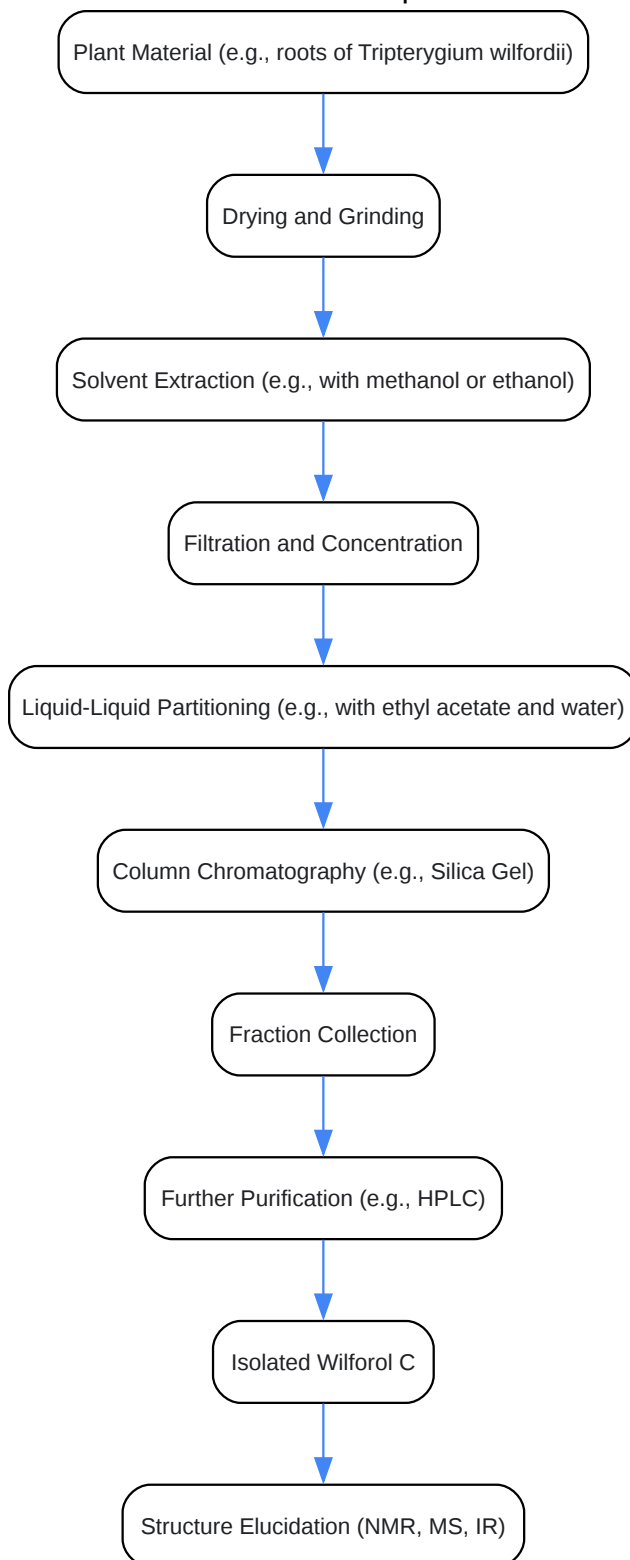 Plant Material (e.g., roots of Tripterygium wilfordii)
Drying and Grinding
Solvent Extraction (e.g., with methanol or ethanol)
Filtration and Concentration
Liquid-Liquid Partitioning (e.g., with ethyl acetate and water)
Column Chromatography (e.g., Silica Gel)
Fraction Collection
Further Purification (e.g., HPLC)
Isolated Wilforol C
Structure Elucidation (NMR, MS, IR)